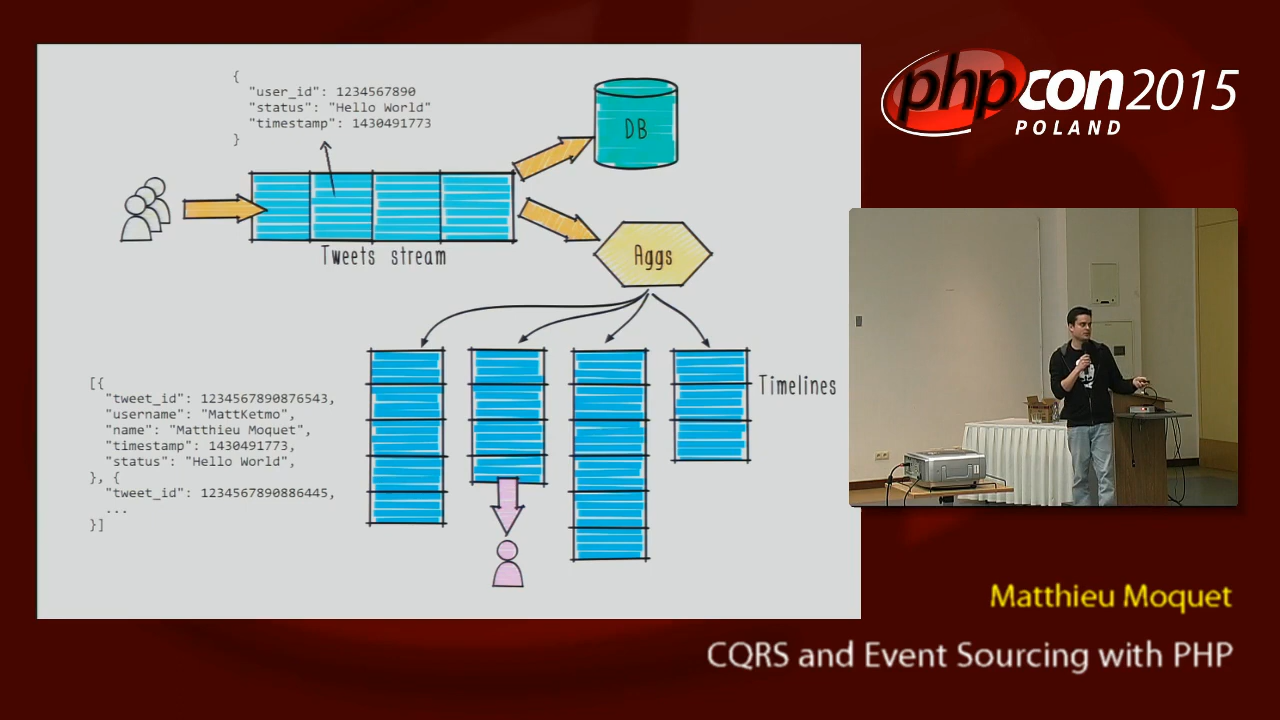 {
"user_id": 1234567890
"status": "Hello World"
"timestamp": 1430491773
}
DB
Tweets stream
Aggs
Timelines
[{
"tweet_id": 1234567890876543,
"username": "MattKetmo",
"name": "Matthieu Moquet",
"timestamp": 1430491773,
"status": "Hello World",
}, {
"tweet_id": 1234567890886445,
...
}]
phpcon2015
POLAND
Matthieu Moquet
CQRS and Event Sourcing with PHP